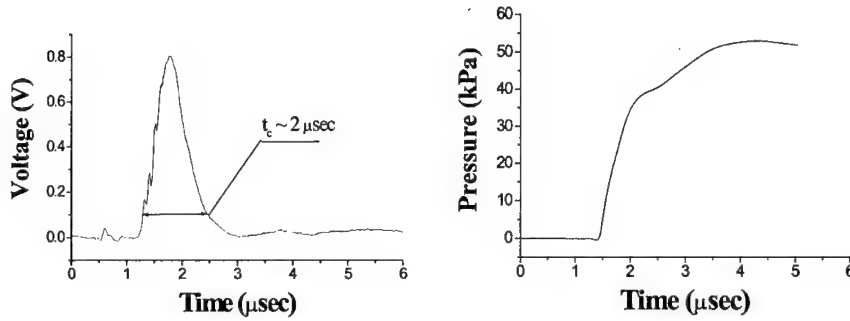 0.8
0.6
0.4
0.2
0.0
Voltage (V)
t_c ~ 2 μsec
0 1 2 3 4 5 6
Time (μsec)
60
50
40
30
20
10
0
Pressure (kPa)
0 1 2 3 4 5 6
Time (μsec)